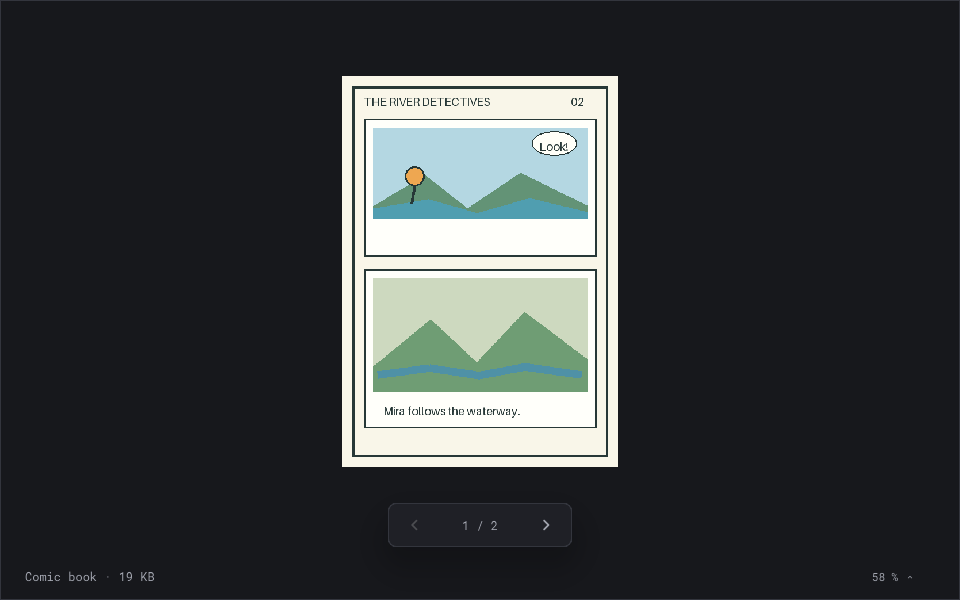 THE RIVER DETECTIVES 02
Look!
Mira follows the waterway.
1 / 2
Comic book · 19 KB
58 %